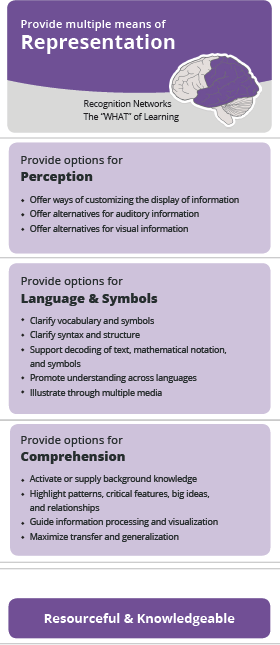 Provide multiple means of
Representation
Recognition Networks
The "WHAT" of Learning
Provide options for
Perception
• Offer ways of customizing the display of information
• Offer alternatives for auditory information
• Offer alternatives for visual information
Provide options for
Language & Symbols
• Clarify vocabulary and symbols
• Clarify syntax and structure
• Support decoding of text, mathematical notation,
and symbols
• Promote understanding across languages
• Illustrate through multiple media
Provide options for
Comprehension
• Activate or supply background knowledge
• Highlight patterns, critical features, big ideas,
and relationships
• Guide information processing and visualization
• Maximize transfer and generalization
Resourceful & Knowledgeable